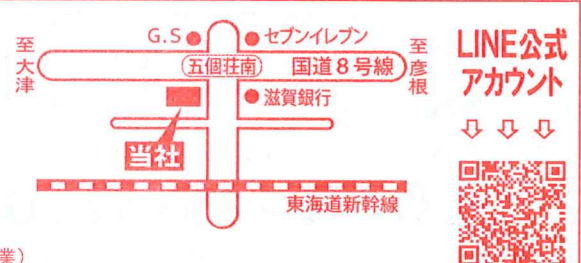 G.S
セブンイレブン
至大津
五個荘南
国道8号線
至彦根
滋賀銀行
当社
東海道新幹線
業）
LINE公式
アカウント